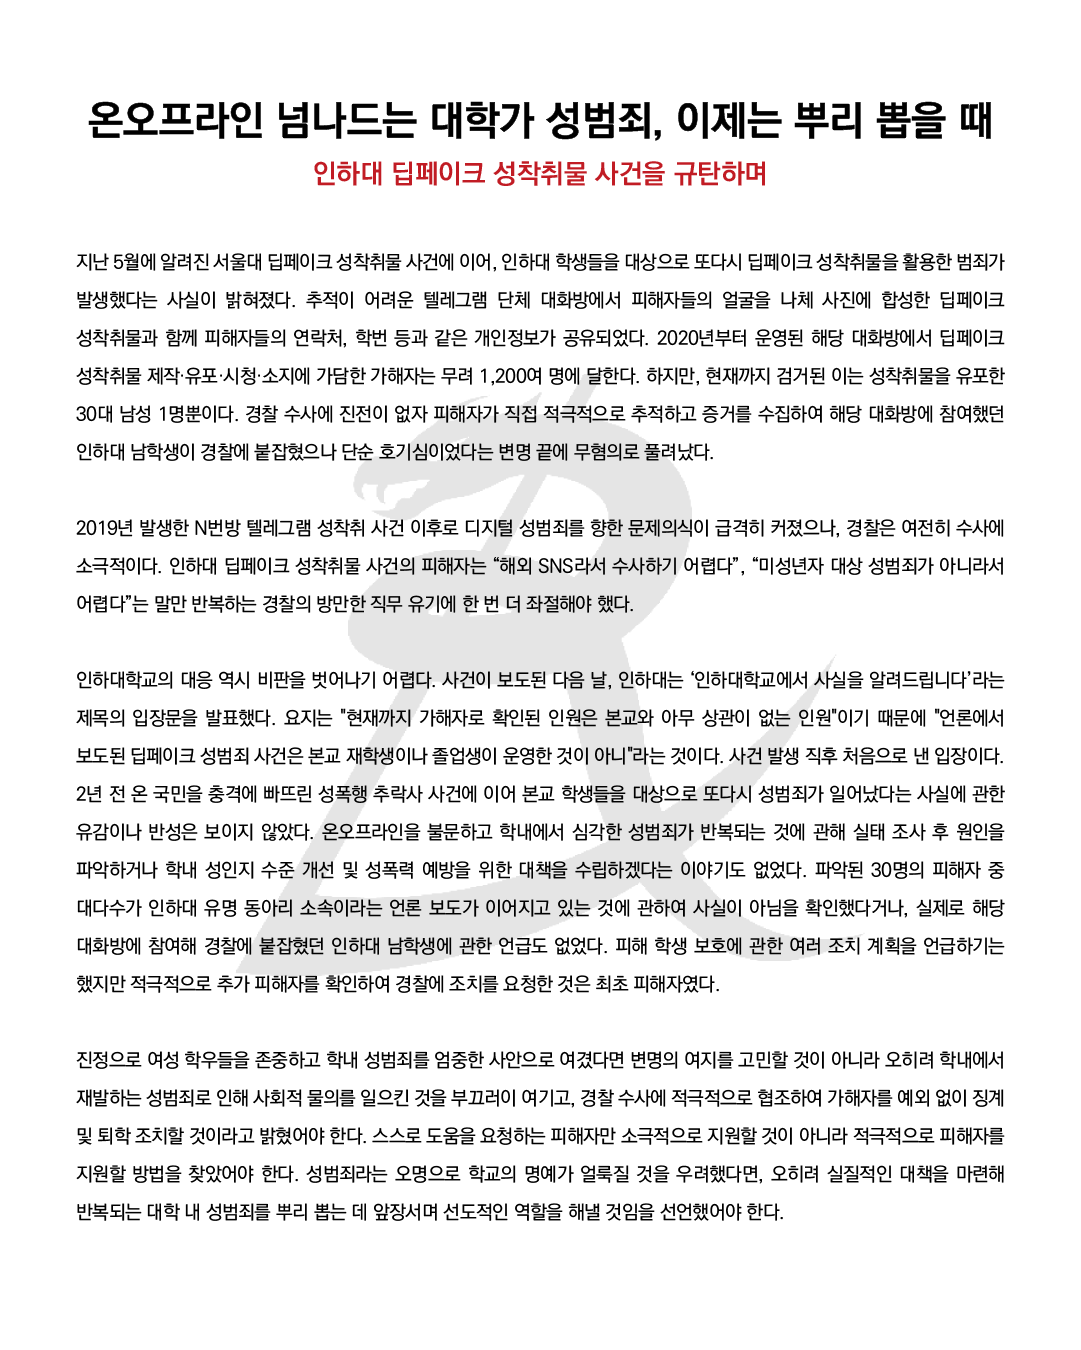 온오프라인 넘나드는 대학가 성범죄, 이제는 뿌리 뽑을 때
인하대 딥페이크 성착취물 사건을 규탄하며
지난 5월에 알려진 서울대 딥페이크 성착취물 사건에 이어, 인하대 학생들을 대상으로 또다시 딥페이크 성착취물을 활용한 범죄가
발생했다는 사실이 밝혀졌다. 추적이 어려운 텔레그램 단체 대화방에서 피해자들의 얼굴을 나체 사진에 합성한 딥페이크
성착취물과 함께 피해자들의 연락처, 학번 등과 같은 개인정보가 공유되었다. 2020년부터 운영된 해당 대화방에서 딥페이크
성착취물 제작·유포·시청·소지에 가담한 가해자는 무려 1,200여 명에 달한다. 하지만, 현재까지 검거된 이는 성착취물을 유포한
30대 남성 1명뿐이다. 경찰 수사에 진전이 없자 피해자가 직접 적극적으로 추적하고 증거를 수집하여 해당 대화방에 참여했던
인하대 남학생이 경찰에 붙잡혔으나 단순 호기심이었다는 변명 끝에 무혐의로 풀려났다.
2019년 발생한 N번방 텔레그램 성착취 사건 이후로 디지털 성범죄를 향한 문제의식이 급격히 커졌으나, 경찰은 여전히 수사에
소극적이다. 인하대 딥페이크 성착취물 사건의 피해자는 “해외 SNS라서 수사하기 어렵다”, “미성년자 대상 성범죄가 아니라서
어렵다”는 말만 반복하는 경찰의 방만한 직무 유기에 한 번 더 좌절해야 했다.
인하대학교의 대응 역시 비판을 벗어나기 어렵다. 사건이 보도된 다음 날, 인하대는 ‘인하대학교에서 사실을 알려드립니다’라는
제목의 입장문을 발표했다. 요지는 "현재까지 가해자로 확인된 인원은 본교와 아무 상관이 없는 인원"이기 때문에 "언론에서
보도된 딥페이크 성범죄 사건은 본교 재학생이나 졸업생이 운영한 것이 아니"라는 것이다. 사건 발생 직후 처음으로 낸 입장이다.
2년 전 온 국민을 충격에 빠뜨린 성폭행 추락사 사건에 이어 본교 학생들을 대상으로 또다시 성범죄가 일어났다는 사실에 관한
유감이나 반성은 보이지 않았다. 온오프라인을 불문하고 학내에서 심각한 성범죄가 반복되는 것에 관해 실태 조사 후 원인을
파악하거나 학내 성인지 수준 개선 및 성폭력 예방을 위한 대책을 수립하겠다는 이야기도 없었다. 파악된 30명의 피해자 중
대다수가 인하대 유명 동아리 소속이라는 언론 보도가 이어지고 있는 것에 관하여 사실이 아님을 확인했다거나, 실제로 해당
대화방에 참여해 경찰에 붙잡혔던 인하대 남학생에 관한 언급도 없었다. 피해 학생 보호에 관한 여러 조치 계획을 언급하기는
했지만 적극적으로 추가 피해자를 확인하여 경찰에 조치를 요청한 것은 최초 피해자였다.
진정으로 여성 학우들을 존중하고 학내 성범죄를 엄중한 사안으로 여겼다면 변명의 여지를 고민할 것이 아니라 오히려 학내에서
재발하는 성범죄로 인해 사회적 물의를 일으킨 것을 부끄러이 여기고, 경찰 수사에 적극적으로 협조하여 가해자를 예외 없이 징계
및 퇴학 조치할 것이라고 밝혔어야 한다. 스스로 도움을 요청하는 피해자만 소극적으로 지원할 것이 아니라 적극적으로 피해자를
지원할 방법을 찾았어야 한다. 성범죄라는 오명으로 학교의 명예가 얼룩질 것을 우려했다면, 오히려 실질적인 대책을 마련해
반복되는 대학 내 성범죄를 뿌리 뽑는 데 앞장서며 선도적인 역할을 해낼 것임을 선언했어야 한다.